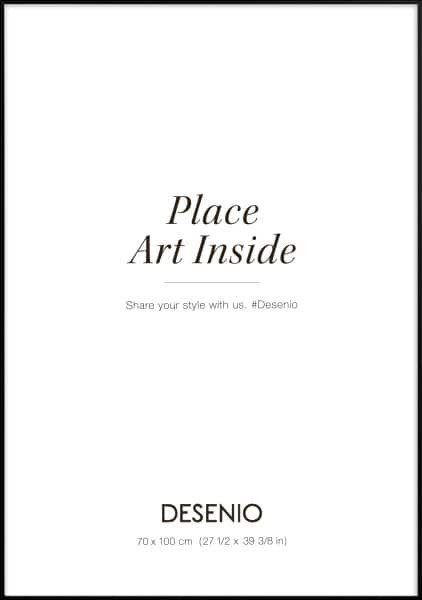 Place
Art Inside
Share your style with us. #Desenio
DESENIO
70 x 100 cm (27 1/2 x 39 3/8 in)